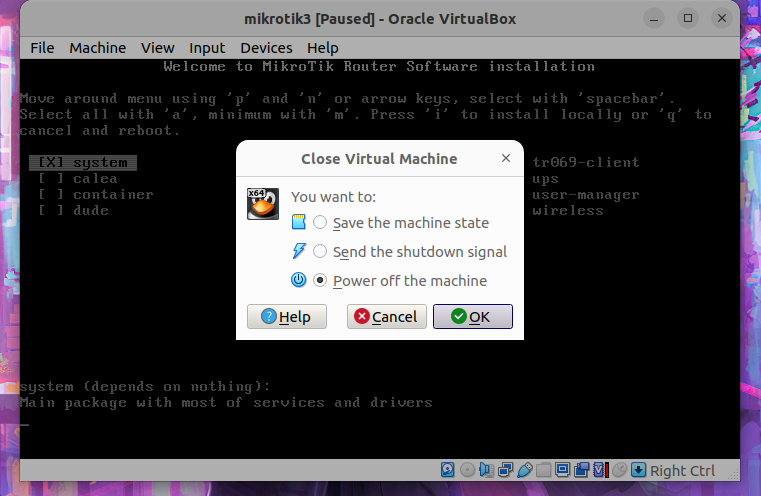 mikrotik3 [Paused] - Oracle VirtualBox
File Machine View Input Devices Help
Welcome to MikroTik Router Software installation
Move around menu using 'p' and 'n' or arrow keys, select with 'spacebar'.
Select all with 'a', minimum with 'm'. Press 'i' to install locally or 'q' to
cancel and reboot.
[X] system
[ ] calea
[ ] container
[ ] dude
tr069-client
ups
user-manager
wireless
Close Virtual Machine
x64
You want to:
Save the machine state
Send the shutdown signal
Power off the machine
Help Cancel OK
system (depends on nothing):
Main package with most of services and drivers
_
Right Ctrl